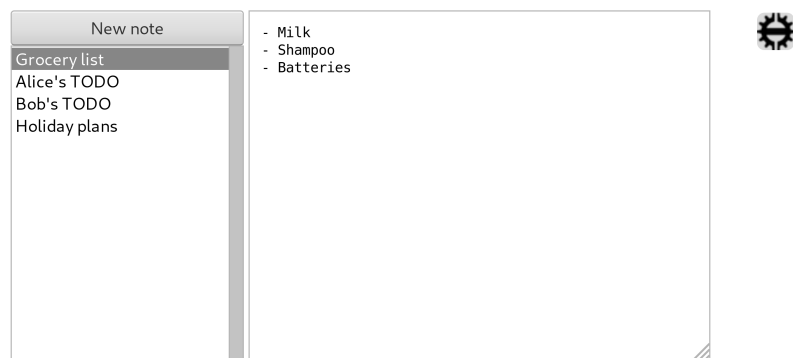 New note
Grocery list
Alice's TODO
Bob's TODO
Holiday plans
- Milk
- Shampoo
- Batteries